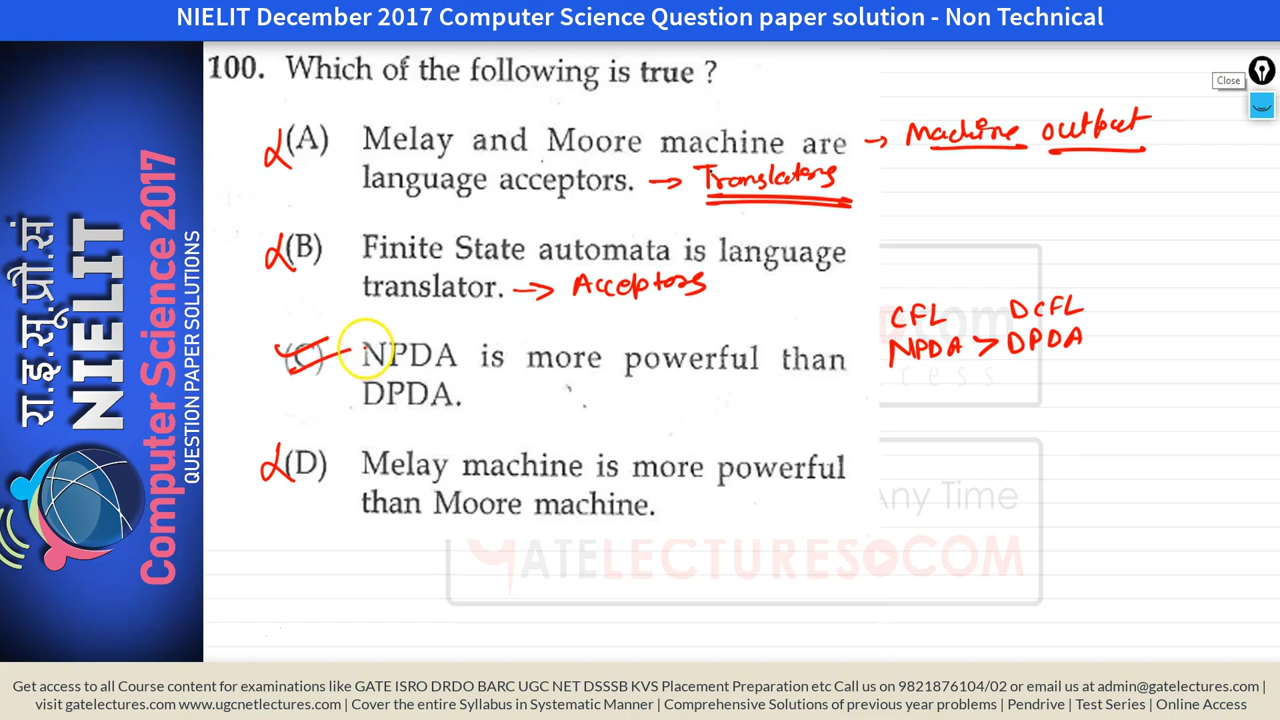 NIELIT December 2017 Computer Science Question paper solution - Non Technical
रा.इ.सू.प्रौ.सं
NIELIT
Computer Science 2017
QUESTION PAPER SOLUTIONS
100. Which of the following is true ?
Close
(A) Melay and Moore machine are → Machine output
language acceptors. → Translators
(B) Finite State automata is language
translator. → Acceptors
CFL DCFL
NPDA > DPDA
(C) NPDA is more powerful than
DPDA.
(D) Melay machine is more powerful
than Moore machine.
Any Time
GATELECTURES.COM
Get access to all Course content for examinations like GATE ISRO DRDO BARC UGC NET DSSSB KVS Placement Preparation etc Call us on 9821876104/02 or email us at admin@gatelectures.com |
visit gatelectures.com www.ugcnetlectures.com | Cover the entire Syllabus in Systematic Manner | Comprehensive Solutions of previous year problems | Pendrive | Test Series | Online Access